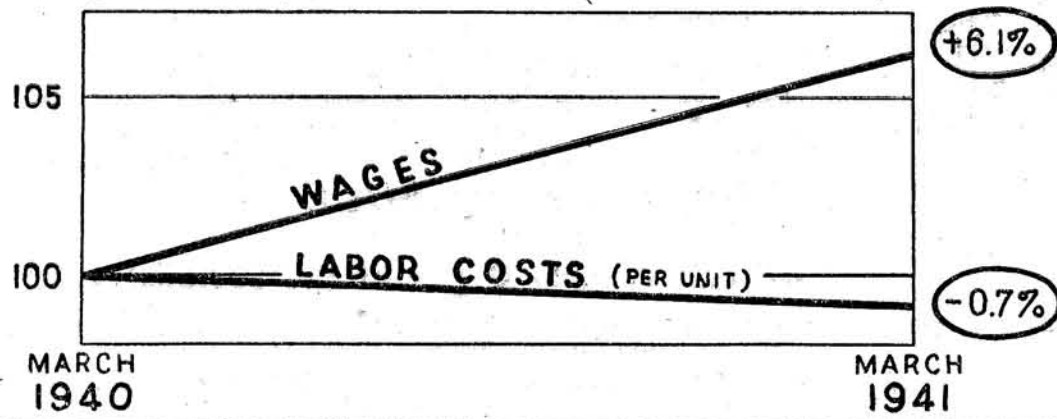 +6.1%
105
WAGES
100
LABOR COSTS (PER UNIT)
-0.7%
MARCH
1940
MARCH
1941